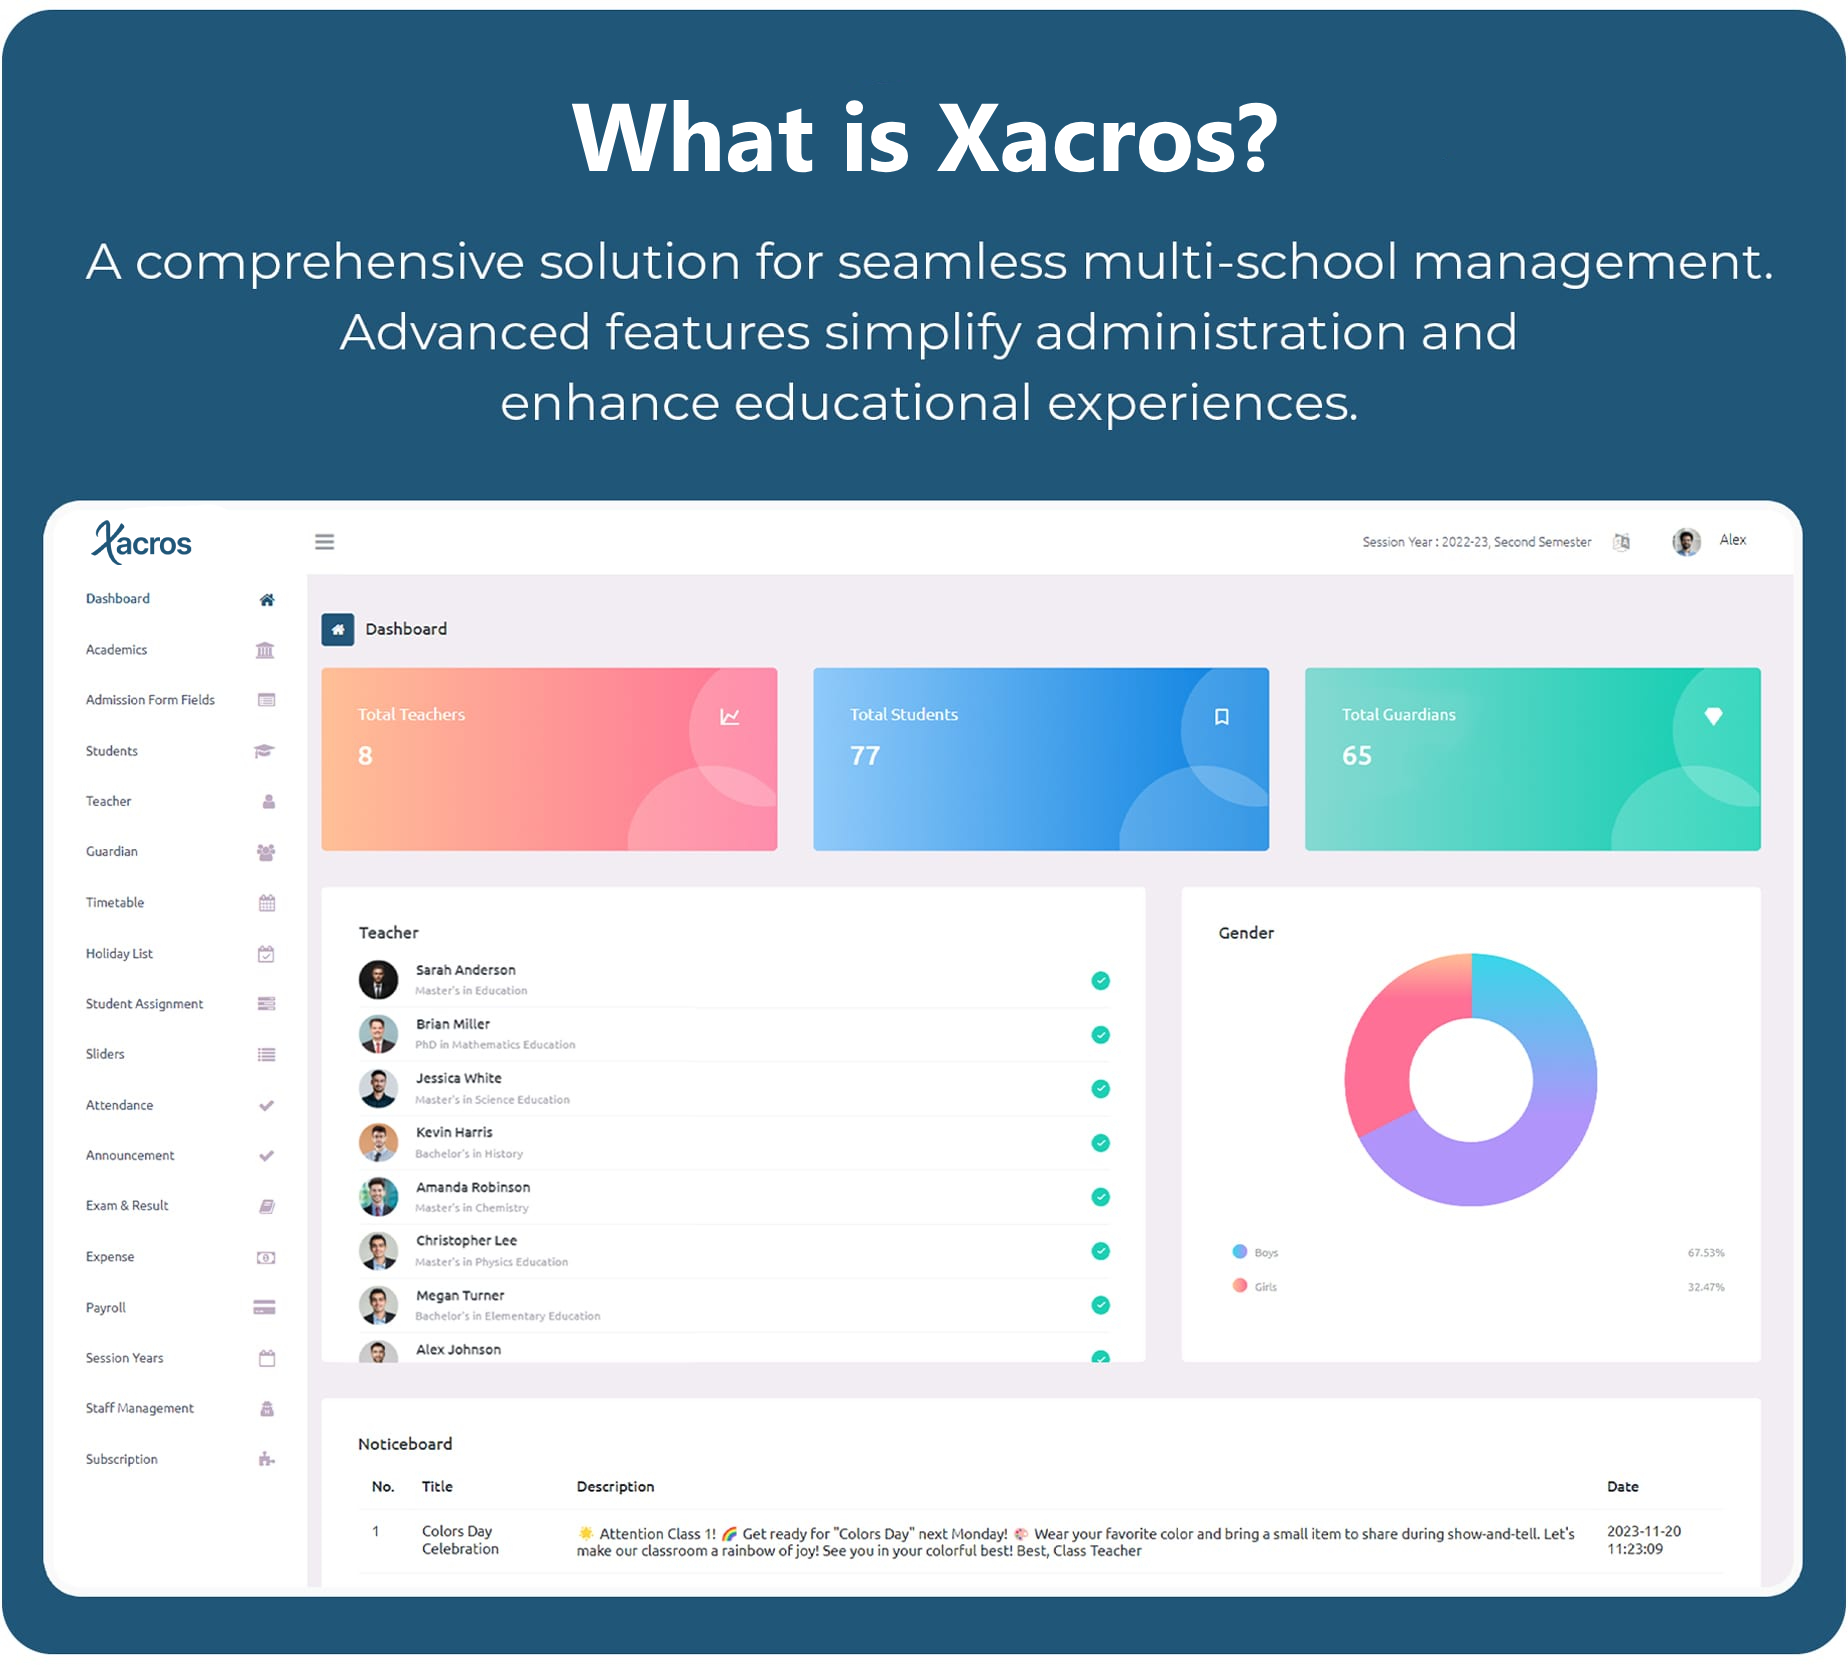 What is Xacros?
A comprehensive solution for seamless multi-school management.
Advanced features simplify administration and
enhance educational experiences.
Xacros
Session Year : 2022-23, Second Semester
Alex
Dashboard
Academics
Admission Form Fields
Students
Teacher
Guardian
Timetable
Holiday List
Student Assignment
Sliders
Attendance
Announcement
Exam & Result
Expense
Payroll
Session Years
Staff Management
Subscription
Dashboard
Total Teachers
8
Total Students
77
Total Guardians
65
Teacher
Sarah Anderson
Master's in Education
Brian Miller
PhD in Mathematics Education
Jessica White
Master's in Science Education
Kevin Harris
Bachelor's in History
Amanda Robinson
Master's in Chemistry
Christopher Lee
Master's in Physics Education
Megan Turner
Bachelor's in Elementary Education
Alex Johnson
Gender
Boys 67.53%
Girls 32.47%
Noticeboard
No. Title Description Date
1 Colors Day Celebration
🌟 Attention Class 1! 🌈 Get ready for "Colors Day" next Monday! 🎨 Wear your favorite color and bring a small item to share during show-and-tell. Let's
make our classroom a rainbow of joy! See you in your colorful best! Best, Class Teacher
2023-11-20
11:23:09